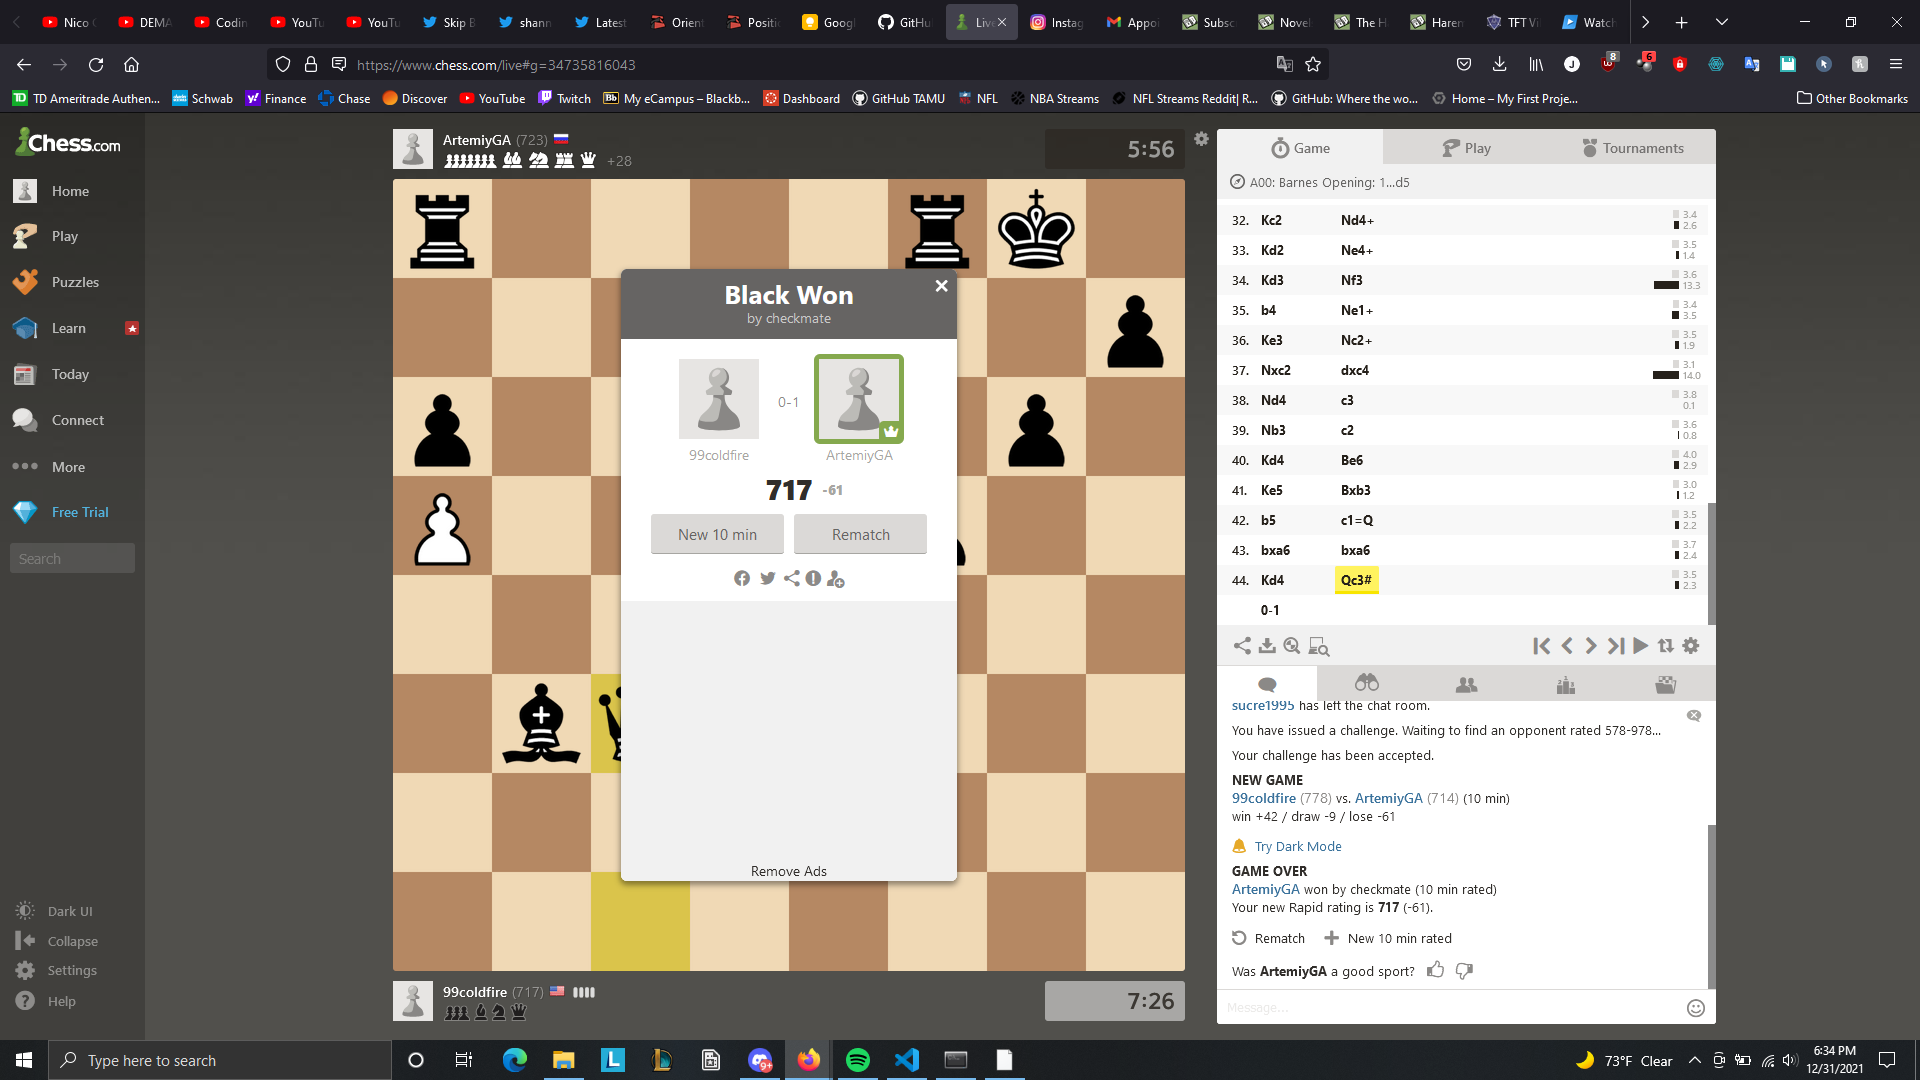 Nico
DEMA
Codin
YouTu
YouTu
Skip B
shann
Latest
Orient
Positic
Googl
GitHu
Live
Instag
Appoi
Subsc
Novel
The H
Haren
TFT Vi
Watch
https://www.chess.com/live#g=34735816043
8
6
TD Ameritrade Authen...
Schwab
Finance
Chase
Discover
YouTube
Twitch
My eCampus – Blackb...
Dashboard
GitHub TAMU
NFL
NBA Streams
NFL Streams Reddit| R...
GitHub: Where the wo...
Home – My First Proje...
Other Bookmarks
Chess.com
Home
Play
Puzzles
Learn
Today
Connect
More
Free Trial
Search
Dark UI
Collapse
Settings
Help
ArtemiyGA (723)
+28
5:56
Black Won
by checkmate
0-1
99coldfire
ArtemiyGA
717 -61
New 10 min
Rematch
Remove Ads
99coldfire (717)
7:26
Game
Play
Tournaments
A00: Barnes Opening: 1...d5
32. Kc2 Nd4+ 3.4 2.6
33. Kd2 Ne4+ 3.5 1.4
34. Kd3 Nf3 3.6 13.3
35. b4 Ne1+ 3.4 3.5
36. Ke3 Nc2+ 3.5 1.9
37. Nxc2 dxc4 3.1 14.0
38. Nd4 c3 3.8 0.1
39. Nb3 c2 3.6 0.8
40. Kd4 Be6 4.0 2.9
41. Ke5 Bxb3 3.0 1.2
42. b5 c1=Q 3.5 2.2
43. bxa6 bxa6 3.7 2.4
44. Kd4 Qc3# 3.5 2.3
0-1
sucre1995 has left the chat room.
You have issued a challenge. Waiting to find an opponent rated 578-978...
Your challenge has been accepted.
NEW GAME
99coldfire (778) vs. ArtemiyGA (714) (10 min)
win +42 / draw -9 / lose -61
Try Dark Mode
GAME OVER
ArtemiyGA won by checkmate (10 min rated)
Your new Rapid rating is 717 (-61).
Rematch
New 10 min rated
Was ArtemiyGA a good sport?
Message...
Type here to search
73°F Clear
6:34 PM
12/31/2021